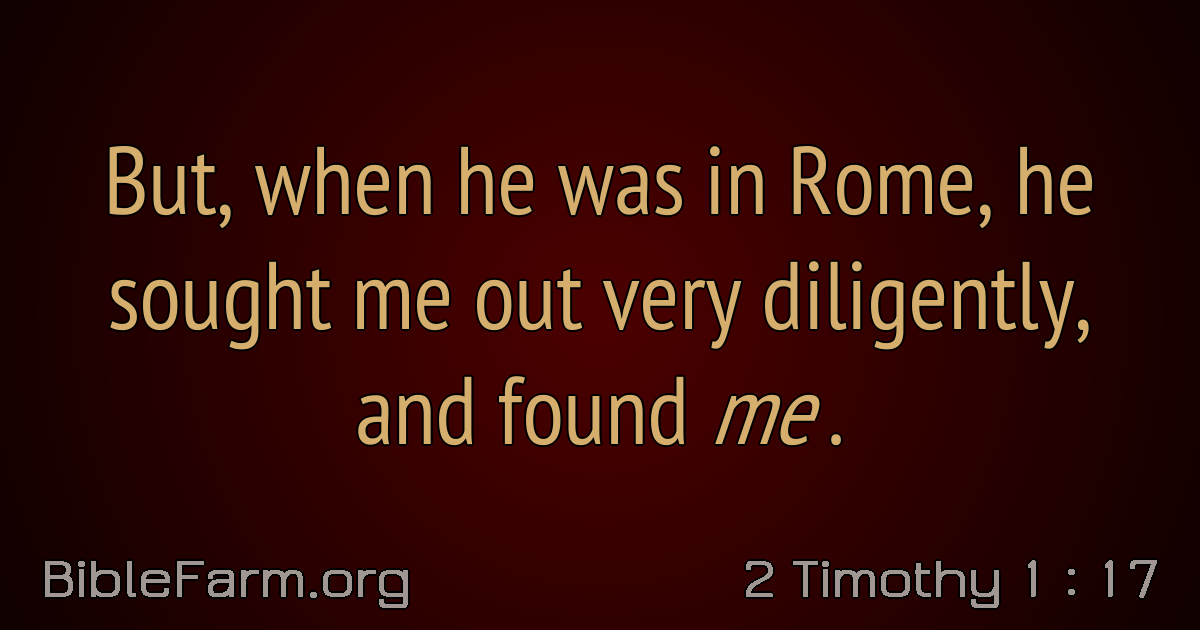 But, when he was in Rome, he
sought me out very diligently,
and found me .
BibleFarm.org
2 Timothy 1 : 17